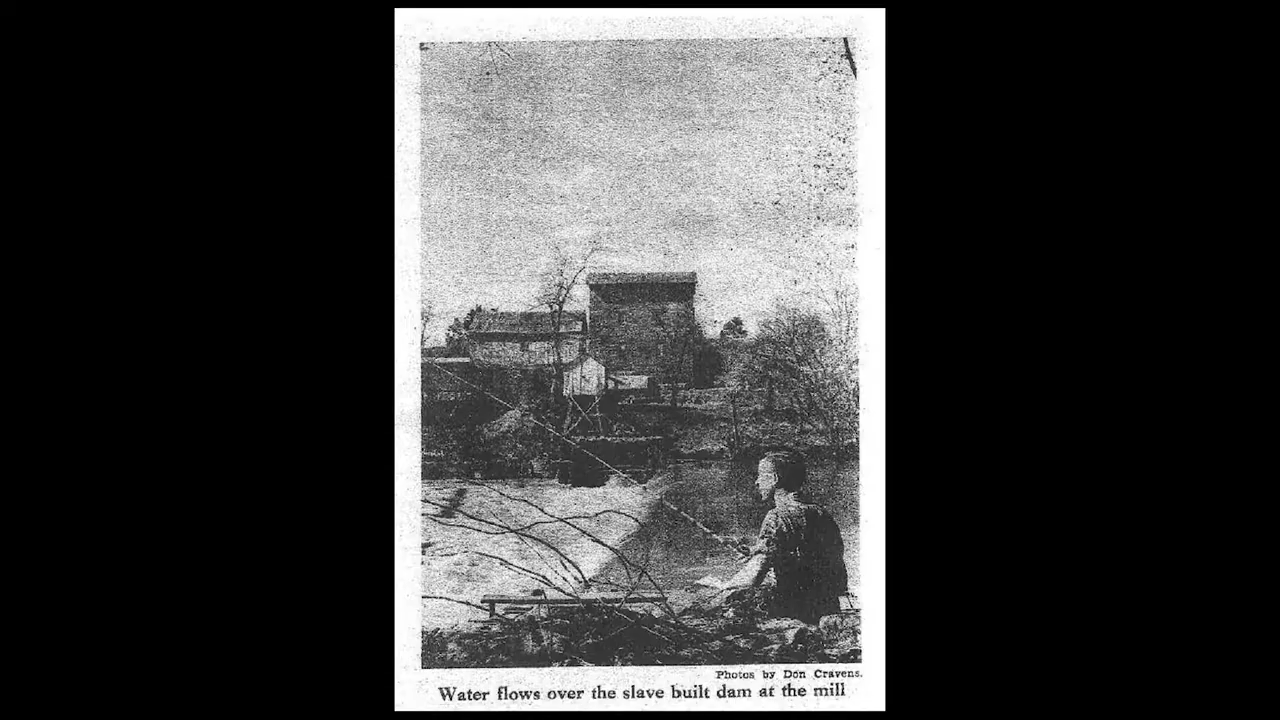 Photos by Don Cravens.
Water flows over the slave built dam at the mill